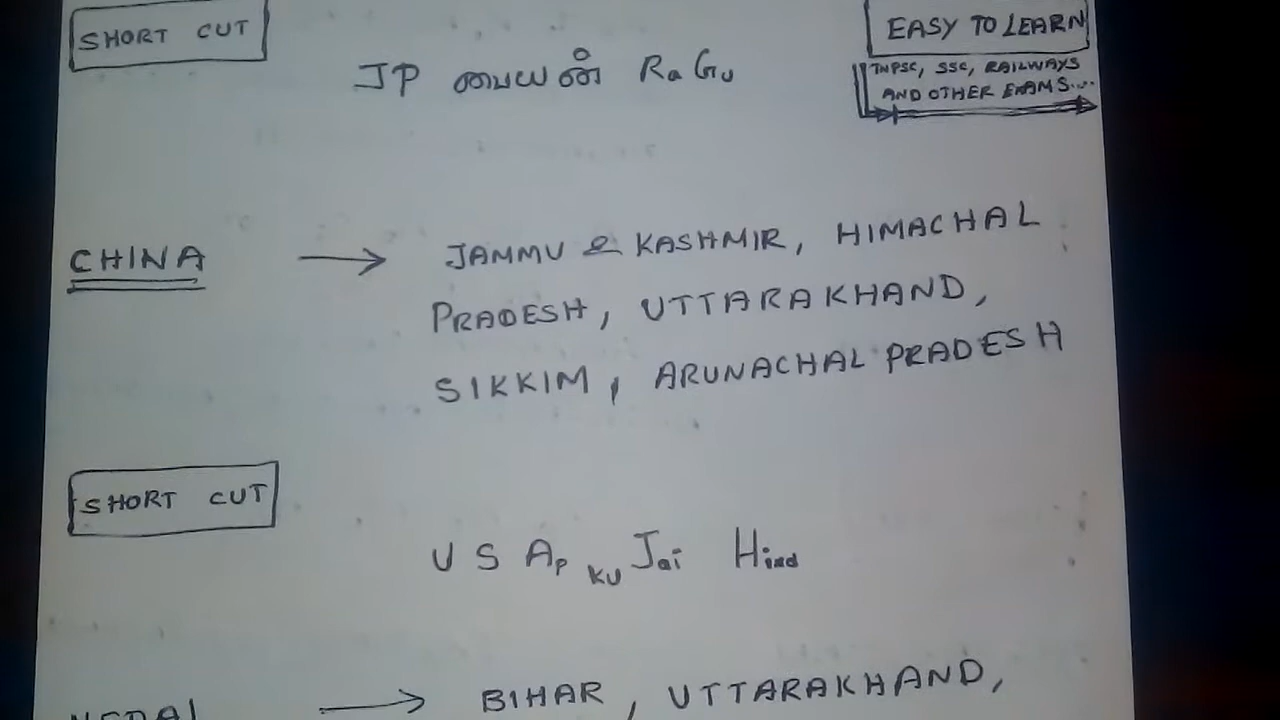 SHORT CUT
EASY TO LEARN
JP பையன் RaGu
TNPSC, SSC, RAILWAYS
AND OTHER EXAMS....
CHINA → JAMMU & KASHMIR, HIMACHAL
PRADESH, UTTARAKHAND,
SIKKIM, ARUNACHAL PRADESH
SHORT CUT
U S Ap KU Jai Hind
NEPAL → BIHAR, UTTARAKHAND,